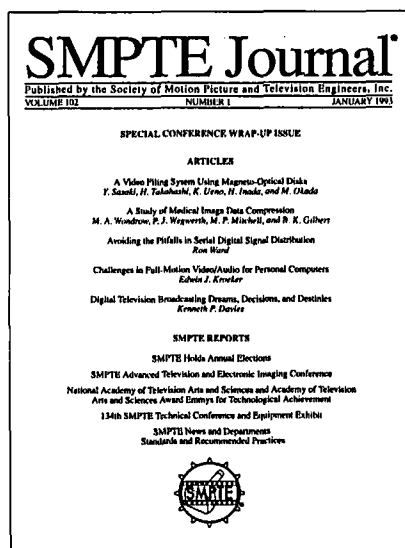 SMPTE Journal®
Published by the Society of Motion Picture and Television Engineers, Inc.
VOLUME 102 NUMBER 1 JANUARY 1993
SPECIAL CONFERENCE WRAP-UP ISSUE
ARTICLES
A Video Filing System Using Magneto-Optical Disks
Y. Sasaki, H. Takahashi, K. Ueno, H. Inada, and M. Okada
A Study of Medical Image Data Compression
M. A. Wondrow, P. J. Wegwerth, M. P. Mitchell, and B. K. Gilbert
Avoiding the Pitfalls in Serial Digital Signal Distribution
Ron Ward
Challenges in Full-Motion Video/Audio for Personal Computers
Edwin J. Kroeker
Digital Television Broadcasting Dreams, Decisions, and Destinies
Kenneth P. Davies
SMPTE REPORTS
SMPTE Holds Annual Elections
SMPTE Advanced Television and Electronic Imaging Conference
National Academy of Television Arts and Sciences and Academy of Television
Arts and Sciences Award Emmys for Technological Achievement
134th SMPTE Technical Conference and Equipment Exhibit
SMPTE News and Departments
Standards and Recommended Practices
SMPTE